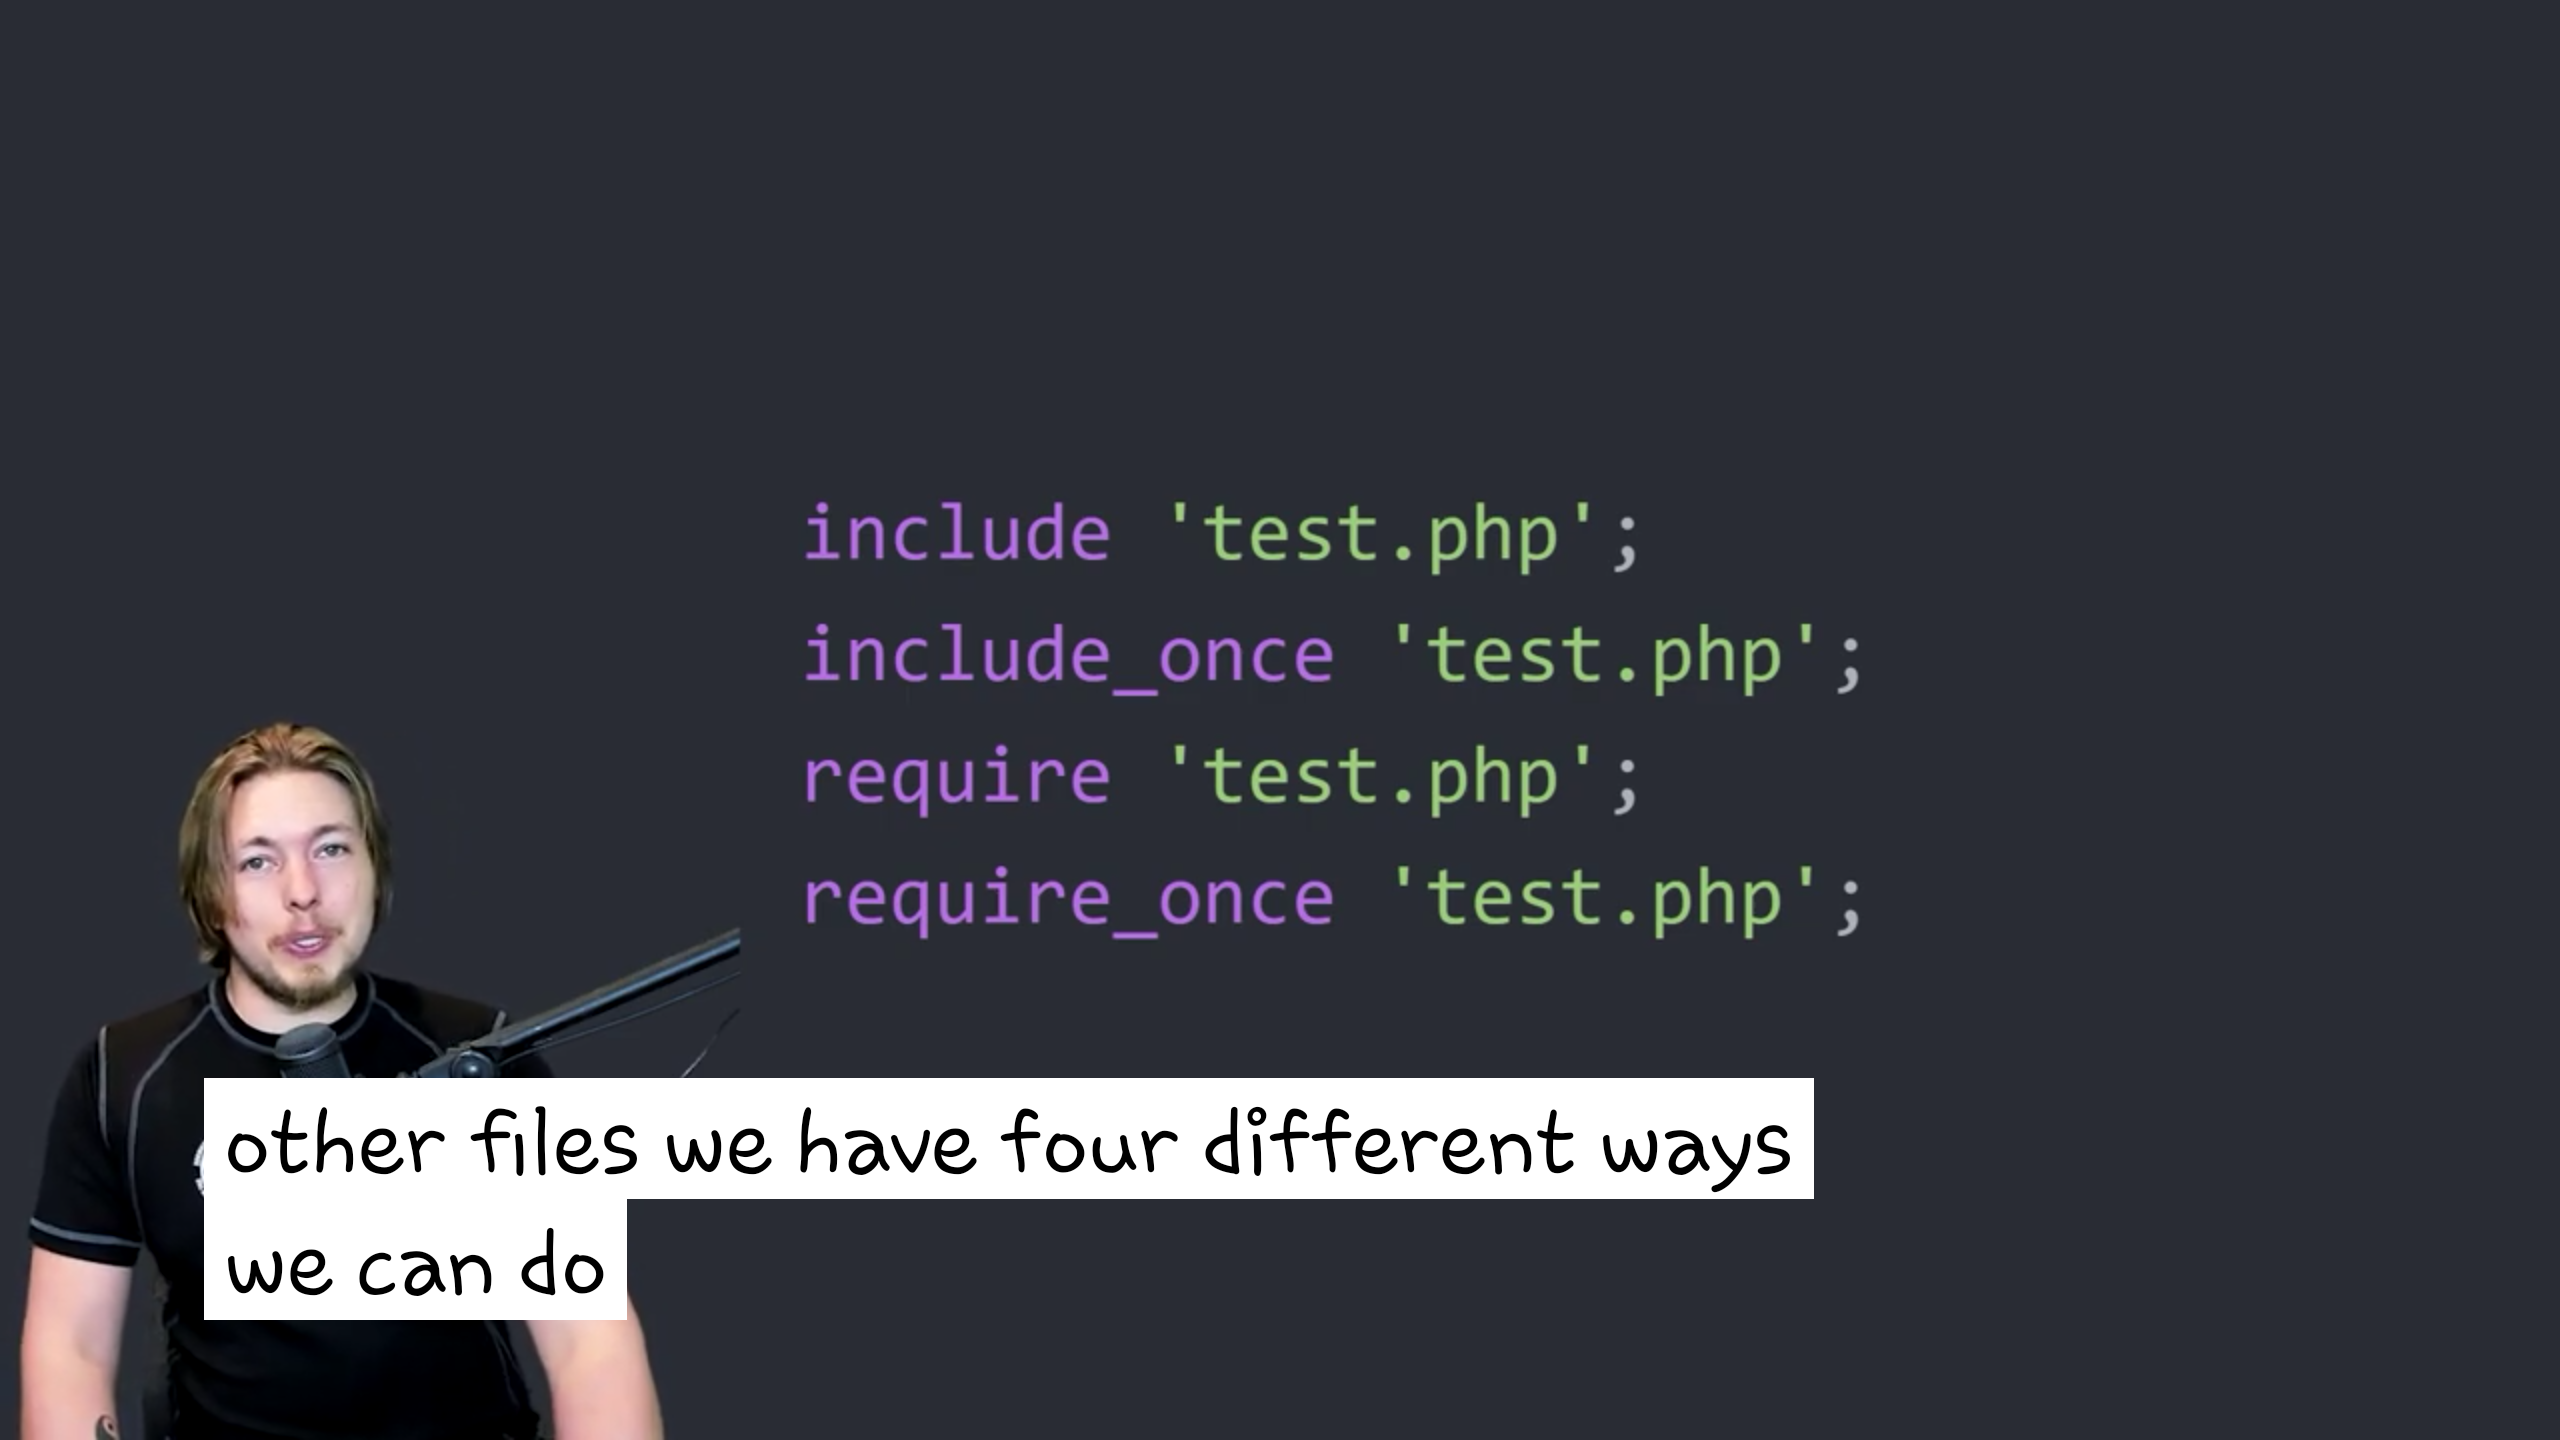 include 'test.php';
include_once 'test.php';
require 'test.php';
require_once 'test.php';
other files we have four different ways
we can do